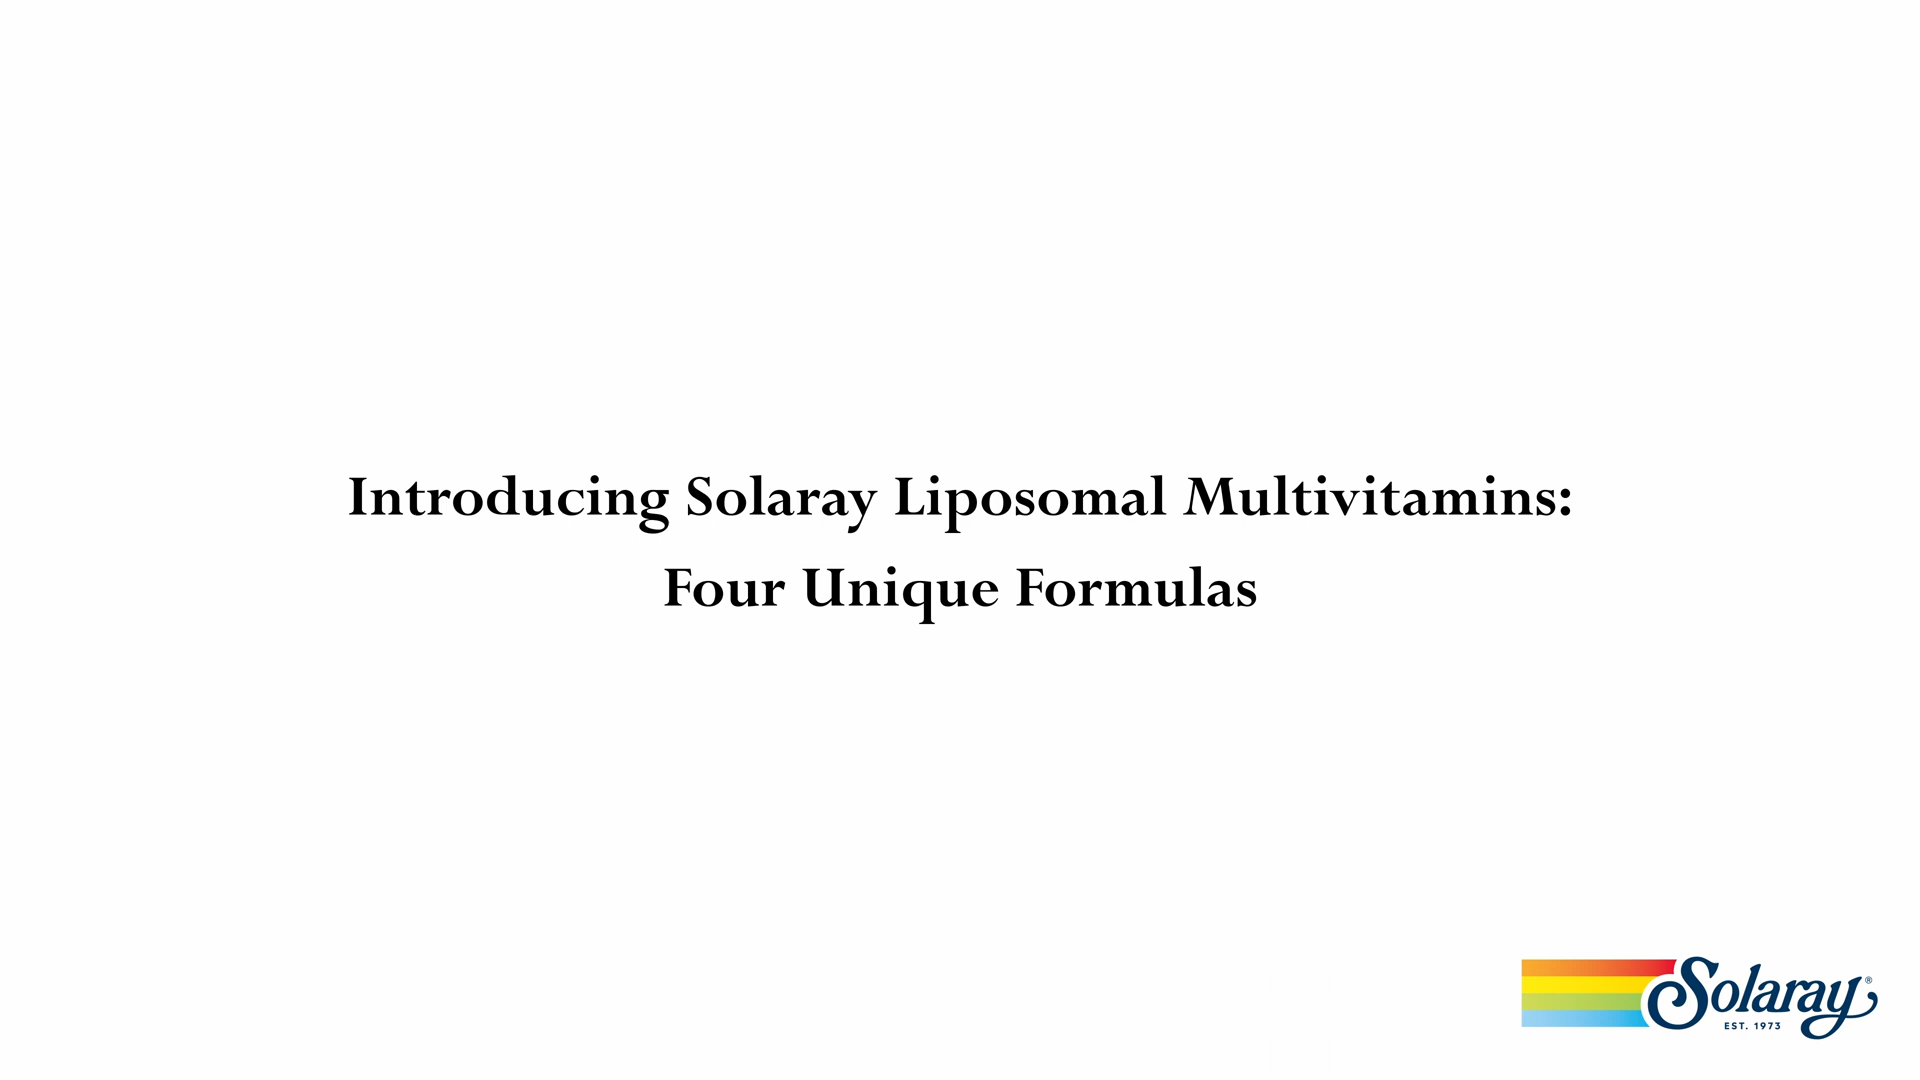 Introducing Solaray Liposomal Multivitamins:
Four Unique Formulas
Solaray®
EST. 1973